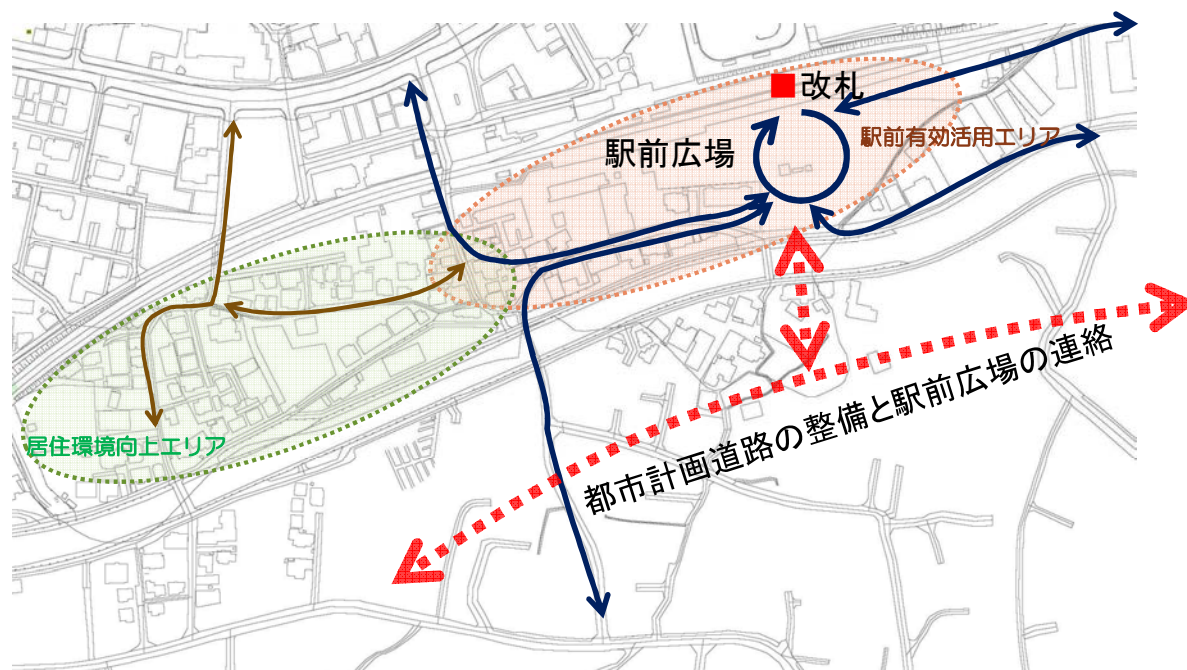 改札
駅前広場
駅前有効活用エリア
居住環境向上エリア
都市計画道路の整備と駅前広場の連絡